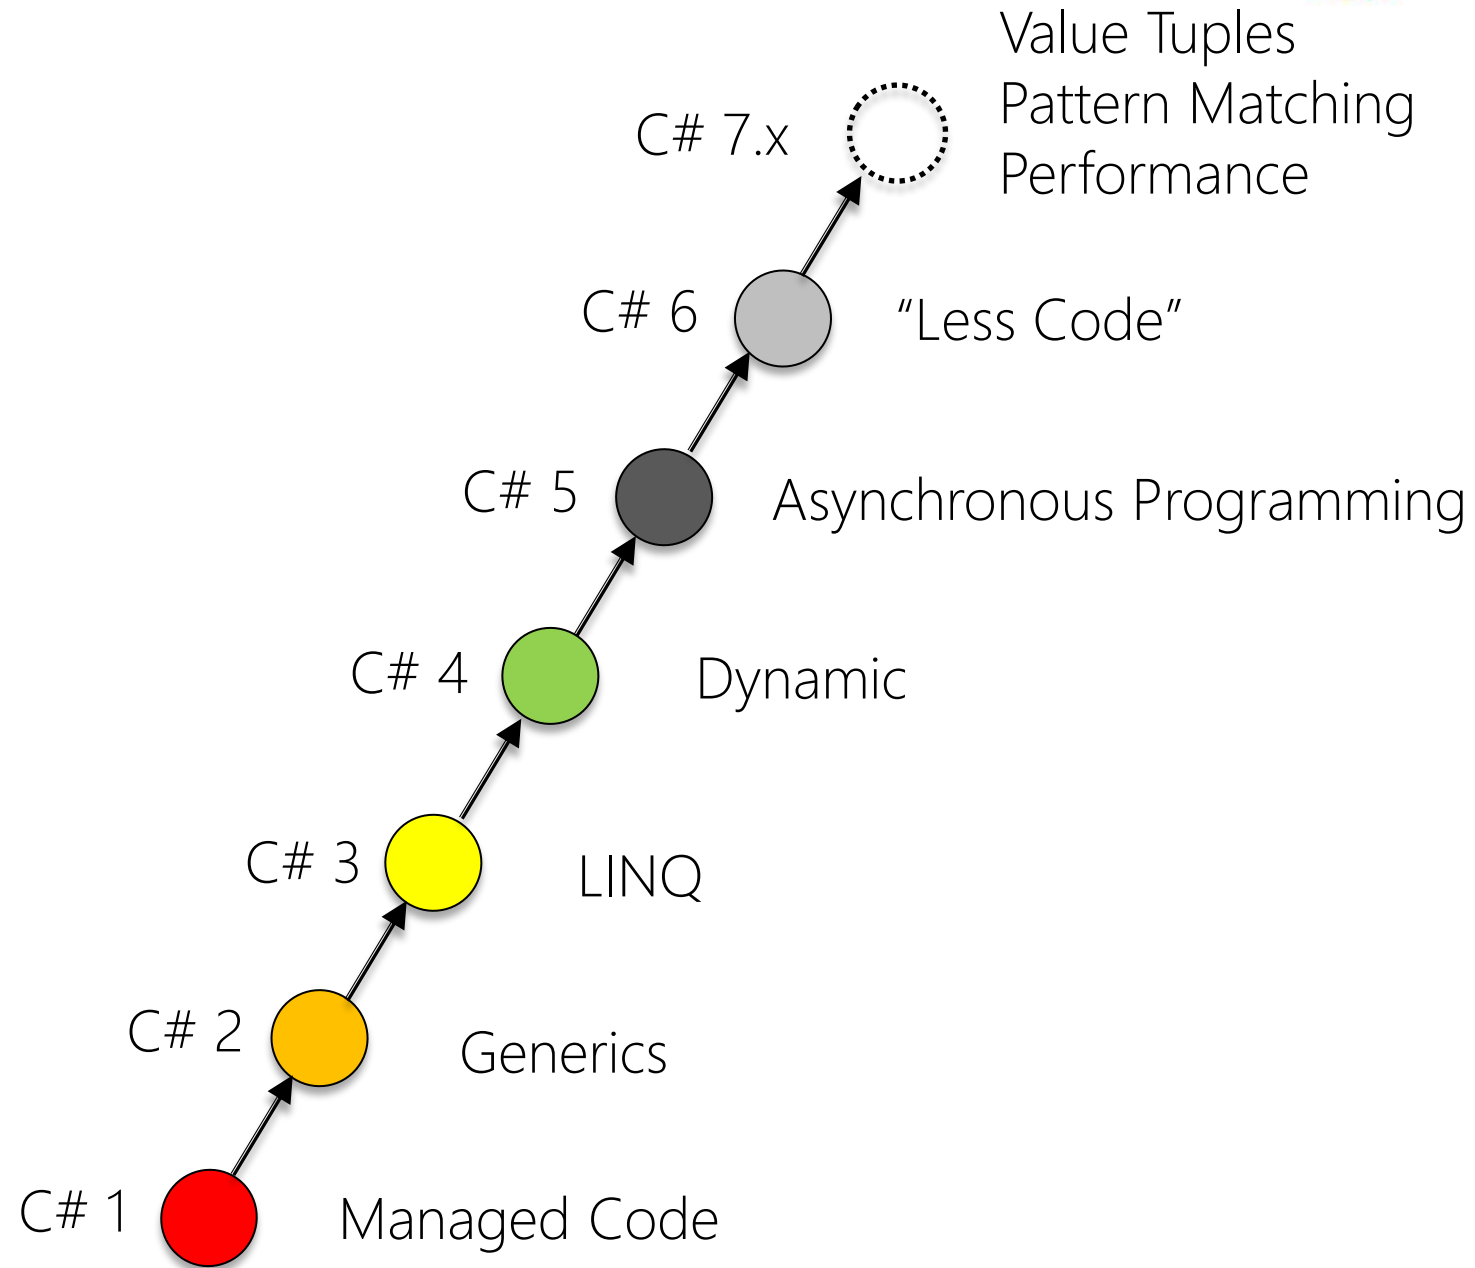 Value Tuples
Pattern Matching
C# 7.x
Performance
C# 6
“Less Code”
C# 5
Asynchronous Programming
C# 4
Dynamic
C# 3
LINQ
C# 2
Generics
C# 1
Managed Code